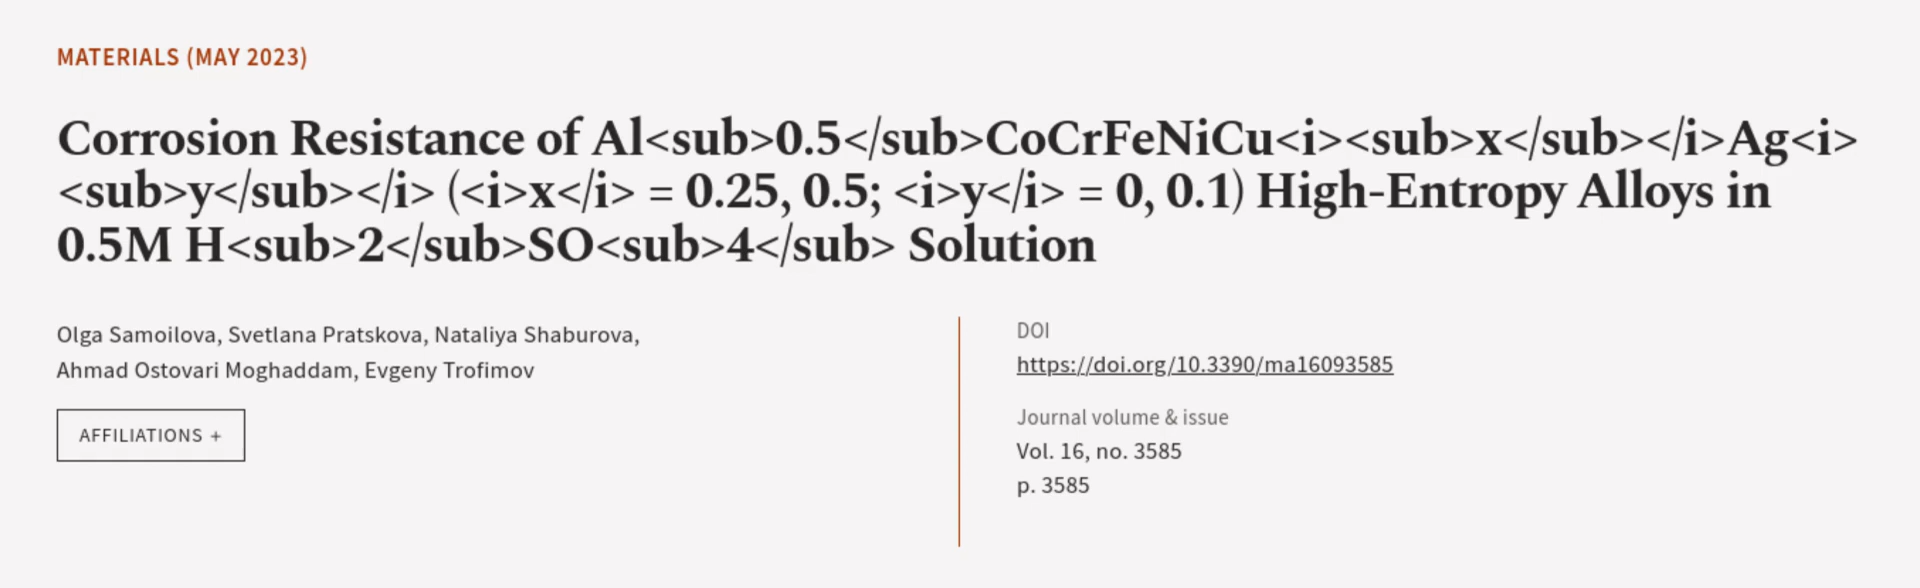 MATERIALS (MAY 2023)
Corrosion Resistance of Al<sub>0.5</sub>CoCrFeNiCu<i><sub>x</sub></i>Ag<i>
<sub>y</sub></i> (<i>x</i> = 0.25, 0.5; <i>y</i> = 0, 0.1) High-Entropy Alloys in
0.5M H<sub>2</sub>SO<sub>4</sub> Solution
Olga Samoilova, Svetlana Pratskova, Nataliya Shaburova,
Ahmad Ostovari Moghaddam, Evgeny Trofimov
AFFILIATIONS +
DOI
https://doi.org/10.3390/ma16093585
Journal volume & issue
Vol. 16, no. 3585
p. 3585